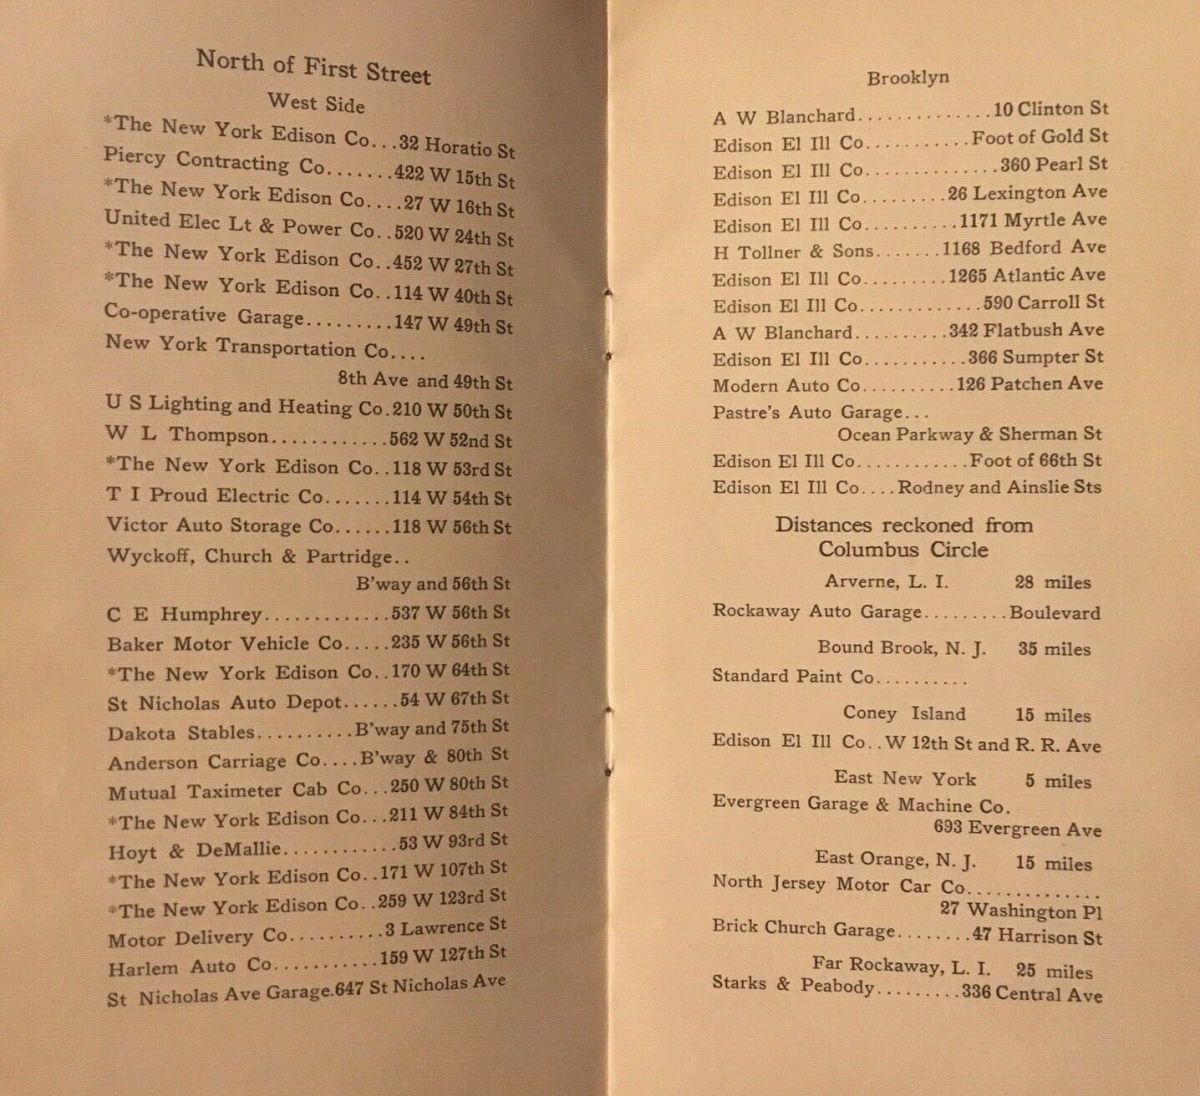 North of First Street
West Side
*The New York Edison Co...32 Horatio St
Piercy Contracting Co.......422 W 15th St
*The New York Edison Co....27 W 16th St
United Elec Lt & Power Co..520 W 24th St
*The New York Edison Co..452 W 27th St
*The New York Edison Co..114 W 40th St
Co-operative Garage.........147 W 49th St
New York Transportation Co....
8th Ave and 49th St
U S Lighting and Heating Co.210 W 50th St
W L Thompson............562 W 52nd St
*The New York Edison Co..118 W 53rd St
T I Proud Electric Co.......114 W 54th St
Victor Auto Storage Co......118 W 56th St
Wyckoff, Church & Partridge..
B'way and 56th St
C E Humphrey.............537 W 56th St
Baker Motor Vehicle Co.....235 W 56th St
*The New York Edison Co..170 W 64th St
St Nicholas Auto Depot......54 W 67th St
Dakota Stables..........B'way and 75th St
Anderson Carriage Co....B'way & 80th St
Mutual Taximeter Cab Co...250 W 80th St
*The New York Edison Co...211 W 84th St
Hoyt & DeMallie............53 W 93rd St
*The New York Edison Co..171 W 107th St
*The New York Edison Co..259 W 123rd St
Motor Delivery Co..........3 Lawrence St
Harlem Auto Co...........159 W 127th St
St Nicholas Ave Garage.647 St Nicholas Ave
Brooklyn
A W Blanchard.............10 Clinton St
Edison El Ill Co...........Foot of Gold St
Edison El Ill Co.............360 Pearl St
Edison El Ill Co.........26 Lexington Ave
Edison El Ill Co..........1171 Myrtle Ave
H Tollner & Sons.......1168 Bedford Ave
Edison El Ill Co.........1265 Atlantic Ave
Edison El Ill Co............590 Carroll St
A W Blanchard..........342 Flatbush Ave
Edison El Ill Co...........366 Sumpter St
Modern Auto Co..........126 Patchen Ave
Pastre's Auto Garage...
Ocean Parkway & Sherman St
Edison El Ill Co............Foot of 66th St
Edison El Ill Co....Rodney and Ainslie Sts
Distances reckoned from
Columbus Circle
Arverne, L. I. 28 miles
Rockaway Auto Garage.........Boulevard
Bound Brook, N. J. 35 miles
Standard Paint Co..........
Coney Island 15 miles
Edison El Ill Co..W 12th St and R. R. Ave
East New York 5 miles
Evergreen Garage & Machine Co.
693 Evergreen Ave
East Orange, N. J. 15 miles
North Jersey Motor Car Co.............
27 Washington Pl
Brick Church Garage........47 Harrison St
Far Rockaway, L. I. 25 miles
Starks & Peabody.........336 Central Ave